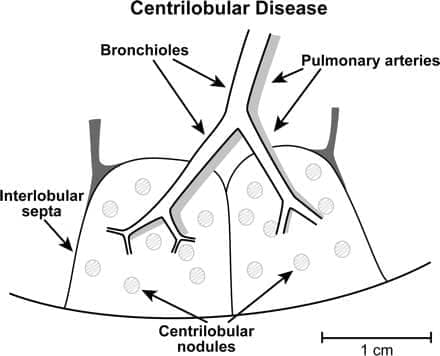 Centrilobular Disease
Bronchioles
Pulmonary arteries
Interlobular
septa
Centrilobular
nodules
1 cm